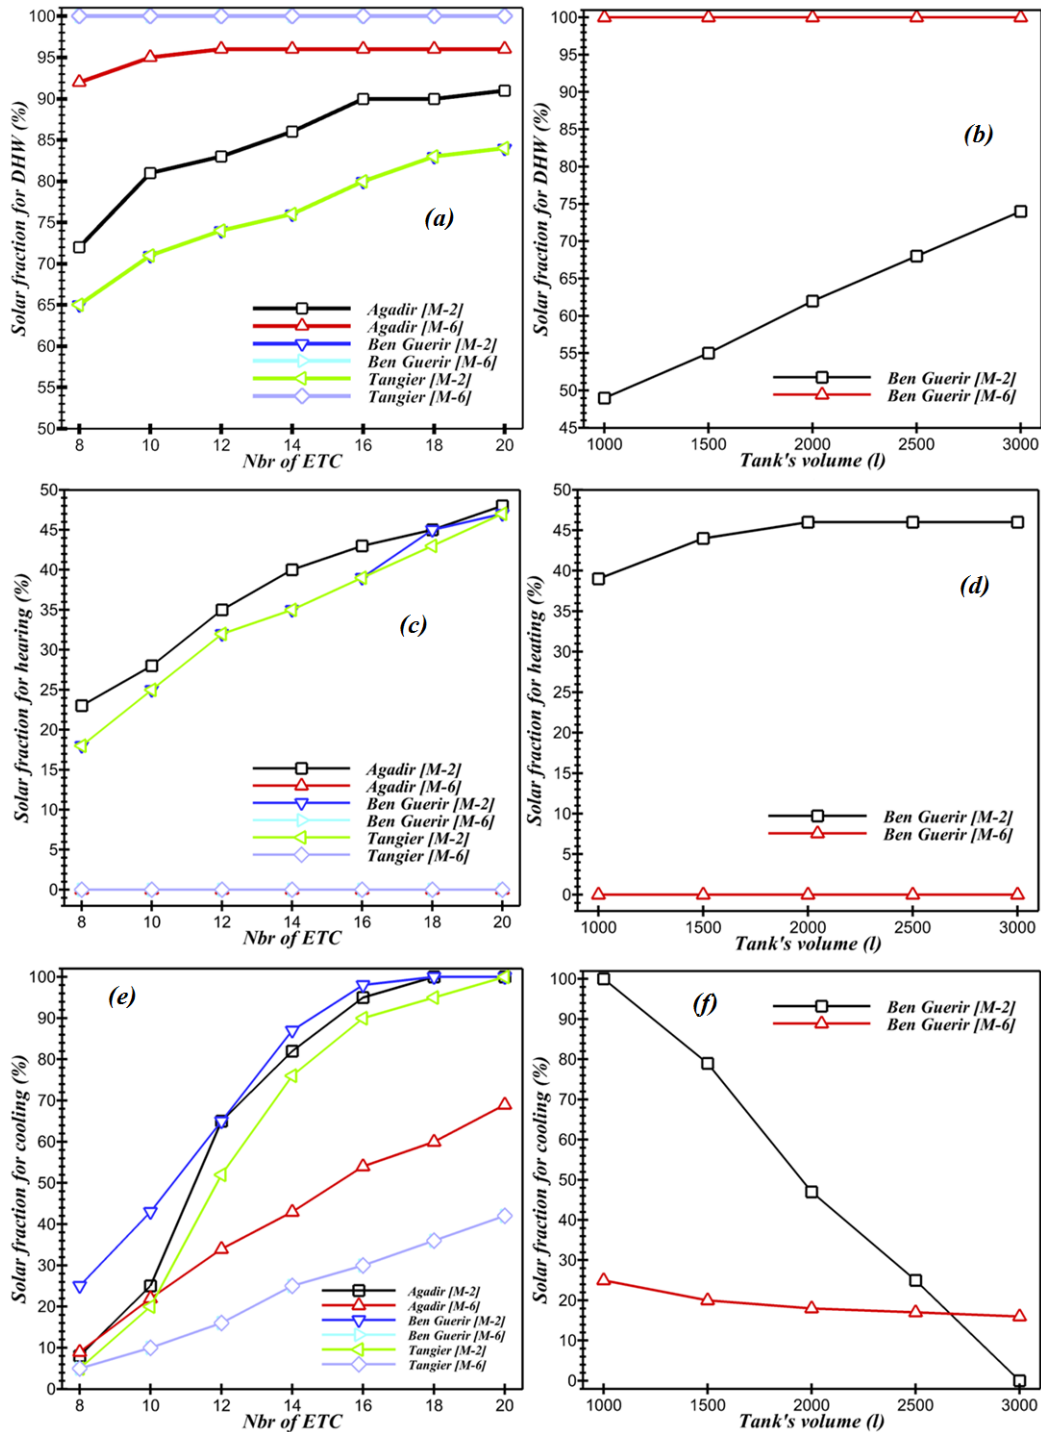 100
95
90
85
80
75
70
65
60
55
50
Solar fraction for DHW (%)
(a)
Agadir [M-2]
Agadir [M-6]
Ben Guerir [M-2]
Ben Guerir [M-6]
Tangier [M-2]
Tangier [M-6]
8 10 12 14 16 18 20
Nbr of ETC
100
95
90
85
80
75
70
65
60
55
50
45
Solar fraction for DHW (%)
(b)
Ben Guerir [M-2]
Ben Guerir [M-6]
1000 1500 2000 2500 3000
Tank's volume (l)
50
45
40
35
30
25
20
15
10
5
0
Solar fraction for hearing (%)
(c)
Agadir [M-2]
Agadir [M-6]
Ben Guerir [M-2]
Ben Guerir [M-6]
Tangier [M-2]
Tangier [M-6]
8 10 12 14 16 18 20
Nbr of ETC
50
45
40
35
30
25
20
15
10
5
0
Solar fraction for heating (%)
(d)
Ben Guerir [M-2]
Ben Guerir [M-6]
1000 1500 2000 2500 3000
Tank's volume (l)
100
90
80
70
60
50
40
30
20
10
0
Solar fraction for cooling (%)
(e)
Agadir [M-2]
Agadir [M-6]
Ben Guerir [M-2]
Ben Guerir [M-6]
Tangier [M-2]
Tangier [M-6]
8 10 12 14 16 18 20
Nbr of ETC
100
90
80
70
60
50
40
30
20
10
0
Solar fraction for cooling (%)
(f)
Ben Guerir [M-2]
Ben Guerir [M-6]
1000 1500 2000 2500 3000
Tank's volume (l)